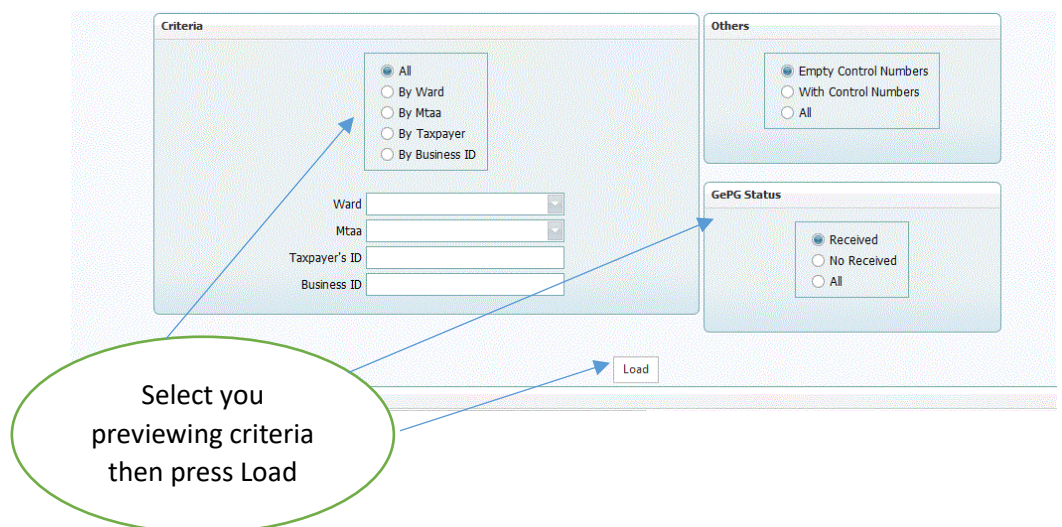 Criteria
All
By Ward
By Mtaa
By Taxpayer
By Business ID
Ward
Mtaa
Taxpayer's ID
Business ID
Others
Empty Control Numbers
With Control Numbers
All
GePG Status
Received
No Received
All
Load
Select you
previewing criteria
then press Load